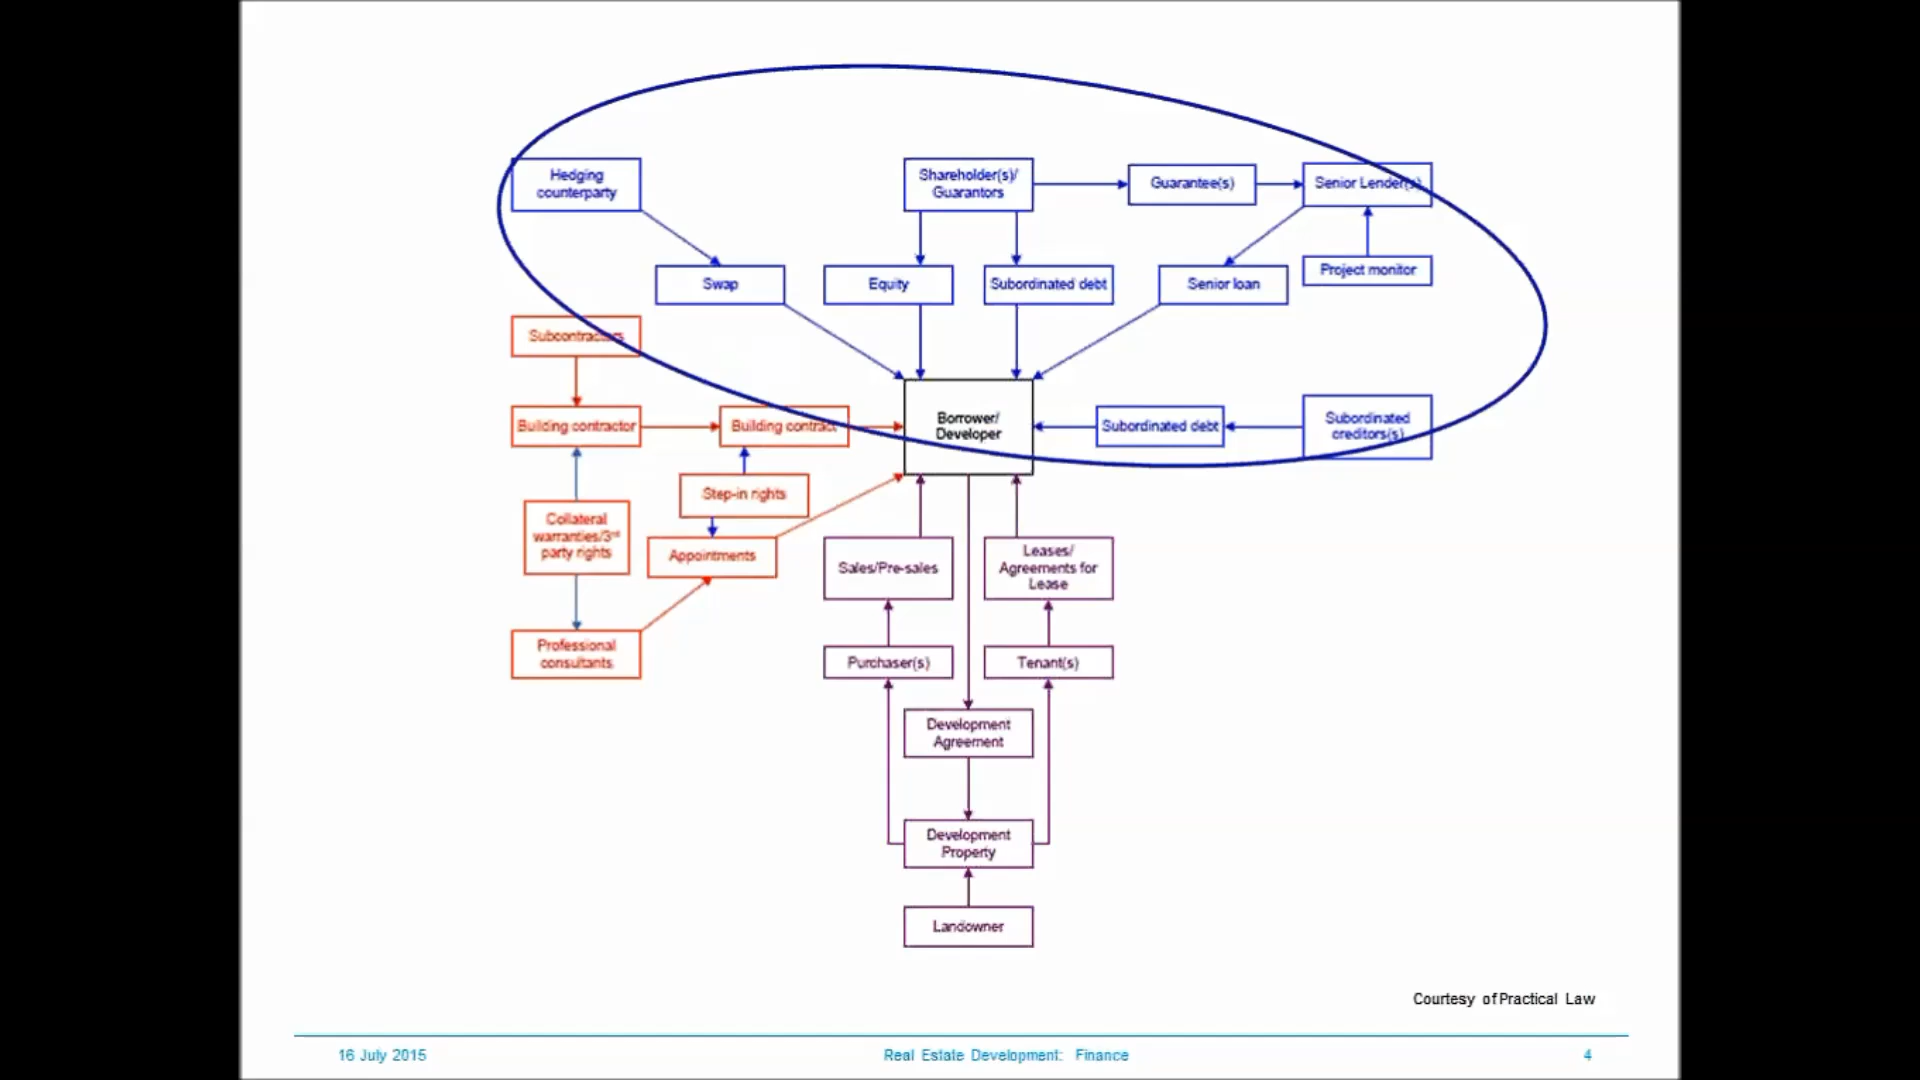 Hedging
counterparty
Shareholder(s)/
Guarantors
Guarantee(s)
Senior Lender(s)
Swap
Equity
Subordinated debt
Senior loan
Project monitor
Subcontractors
Building contractor
Building contract
Borrower/
Developer
Subordinated debt
Subordinated
creditors(s)
Step-in rights
Collateral
warranties/3rd
party rights
Appointments
Sales/Pre-sales
Leases/
Agreements for
Lease
Professional
consultants
Purchaser(s)
Tenant(s)
Development
Agreement
Development
Property
Landowner
Courtesy of Practical Law
16 July 2015
Real Estate Development: Finance
4